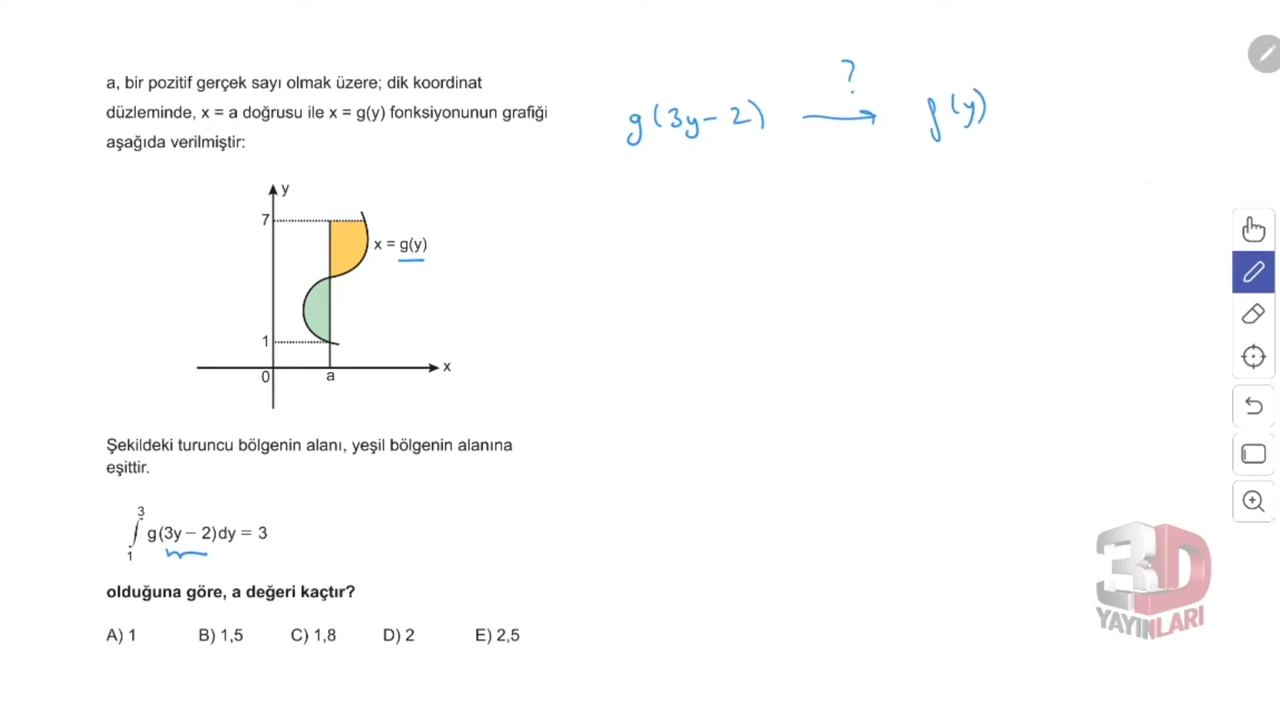 a, bir pozitif gerçek sayı olmak üzere; dik koordinat
düzleminde, x = a doğrusu ile x = g(y) fonksiyonunun grafiği
aşağıda verilmiştir:
y
7
x = g(y)
1
0
a
x
Şekildeki turuncu bölgenin alanı, yeşil bölgenin alanına
eşittir.
3
∫ g(3y – 2)dy = 3
1
olduğuna göre, a değeri kaçtır?
A) 1 B) 1,5 C) 1,8 D) 2 E) 2,5
?
g(3y-2) → g(y)
3D
YAYINLARI